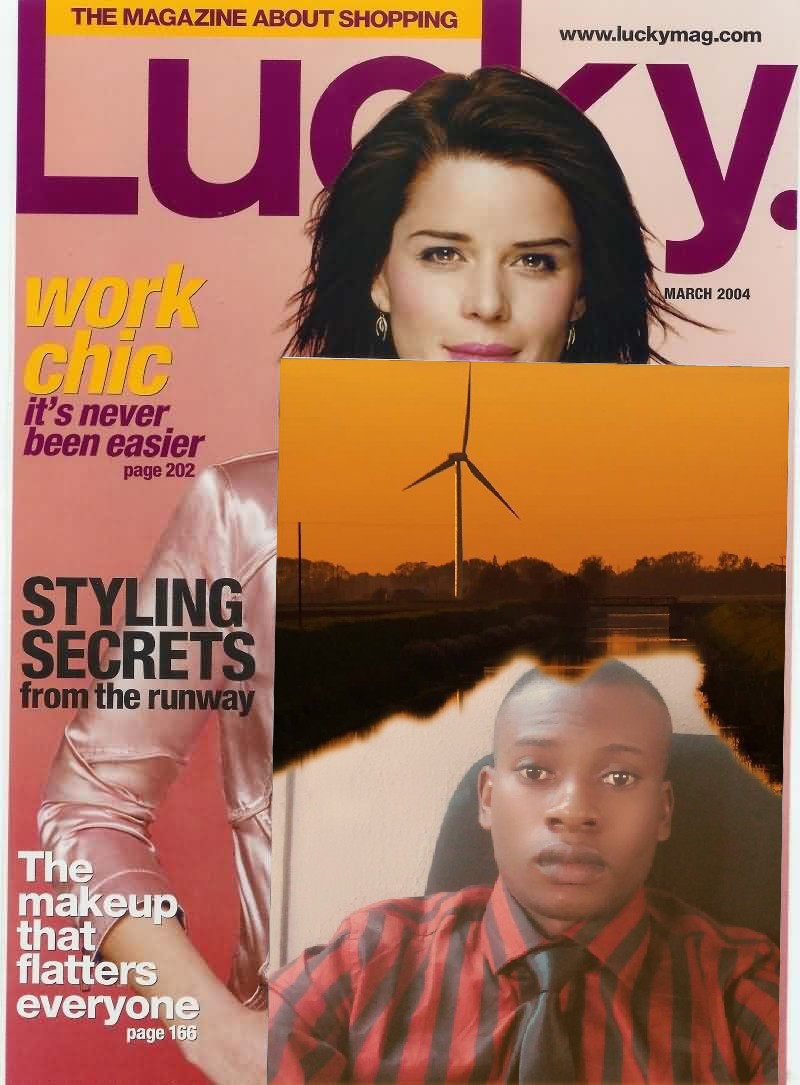 THE MAGAZINE ABOUT SHOPPING
www.luckymag.com
Lucky.
MARCH 2004
work
chic
it's never
been easier
page 202
STYLING
SECRETS
from the runway
The
makeup
that
flatters
everyone
page 166